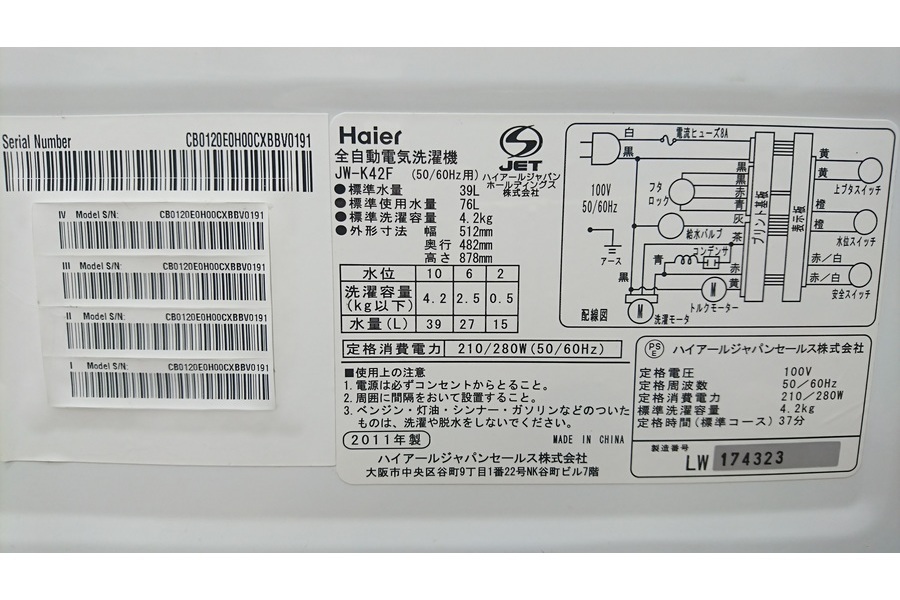 Serial Number
CB0120E0H00CXBBV0191
IV Model S/N: CB0120E0H00CXBBV0191
III Model S/N: CB0120E0H00CXBBV0191
II Model S/N: CB0120E0H00CXBBV0191
I Model S/N: CB0120E0H00CXBBV0191
Haier
全自動電気洗濯機
JW-K42F (50/60Hz用)
JET
ハイアールジャパン
ホールディングス
株式会社
●標準水量 39L
●標準使用水量 76L
●標準洗濯容量 4.2kg
●外形寸法 幅 512mm
奥行 482mm
高さ 878mm
水位 10 6 2
洗濯容量(kg以下) 4.2 2.5 0.5
水量(L) 39 27 15
定格消費電力 210/280W(50/60Hz)
■使用上の注意
1.電源は必ずコンセントからとること。
2.周囲に間隔をおいて設置すること。
3.ベンジン・灯油・シンナー・ガソリンなどのついた
ものは、洗濯や脱水をしないでください。
2011年製
MADE IN CHINA
ハイアールジャパンセールス株式会社
大阪市中央区谷町9丁目1番22号NK谷町ビル7階
白
電流ヒューズ8A
黒
100V
50/60Hz
フタ
ロック
黒
黒
赤
青
灰
給水バルブ
茶
コンデンサ
青
赤
黄
アース
黒
M
トルクモーター
M
洗濯モータ
配線図
プリント基板
表示板
黄
黄
上ブタスイッチ
橙
橙
水位スイッチ
赤/白
赤/白
安全スイッチ
PS
E
ハイアールジャパンセールス株式会社
定格電圧 100V
定格周波数 50/60Hz
定格消費電力 210/280W
標準洗濯容量 4.2kg
定格時間(標準コース) 37分
製造番号
LW 174323